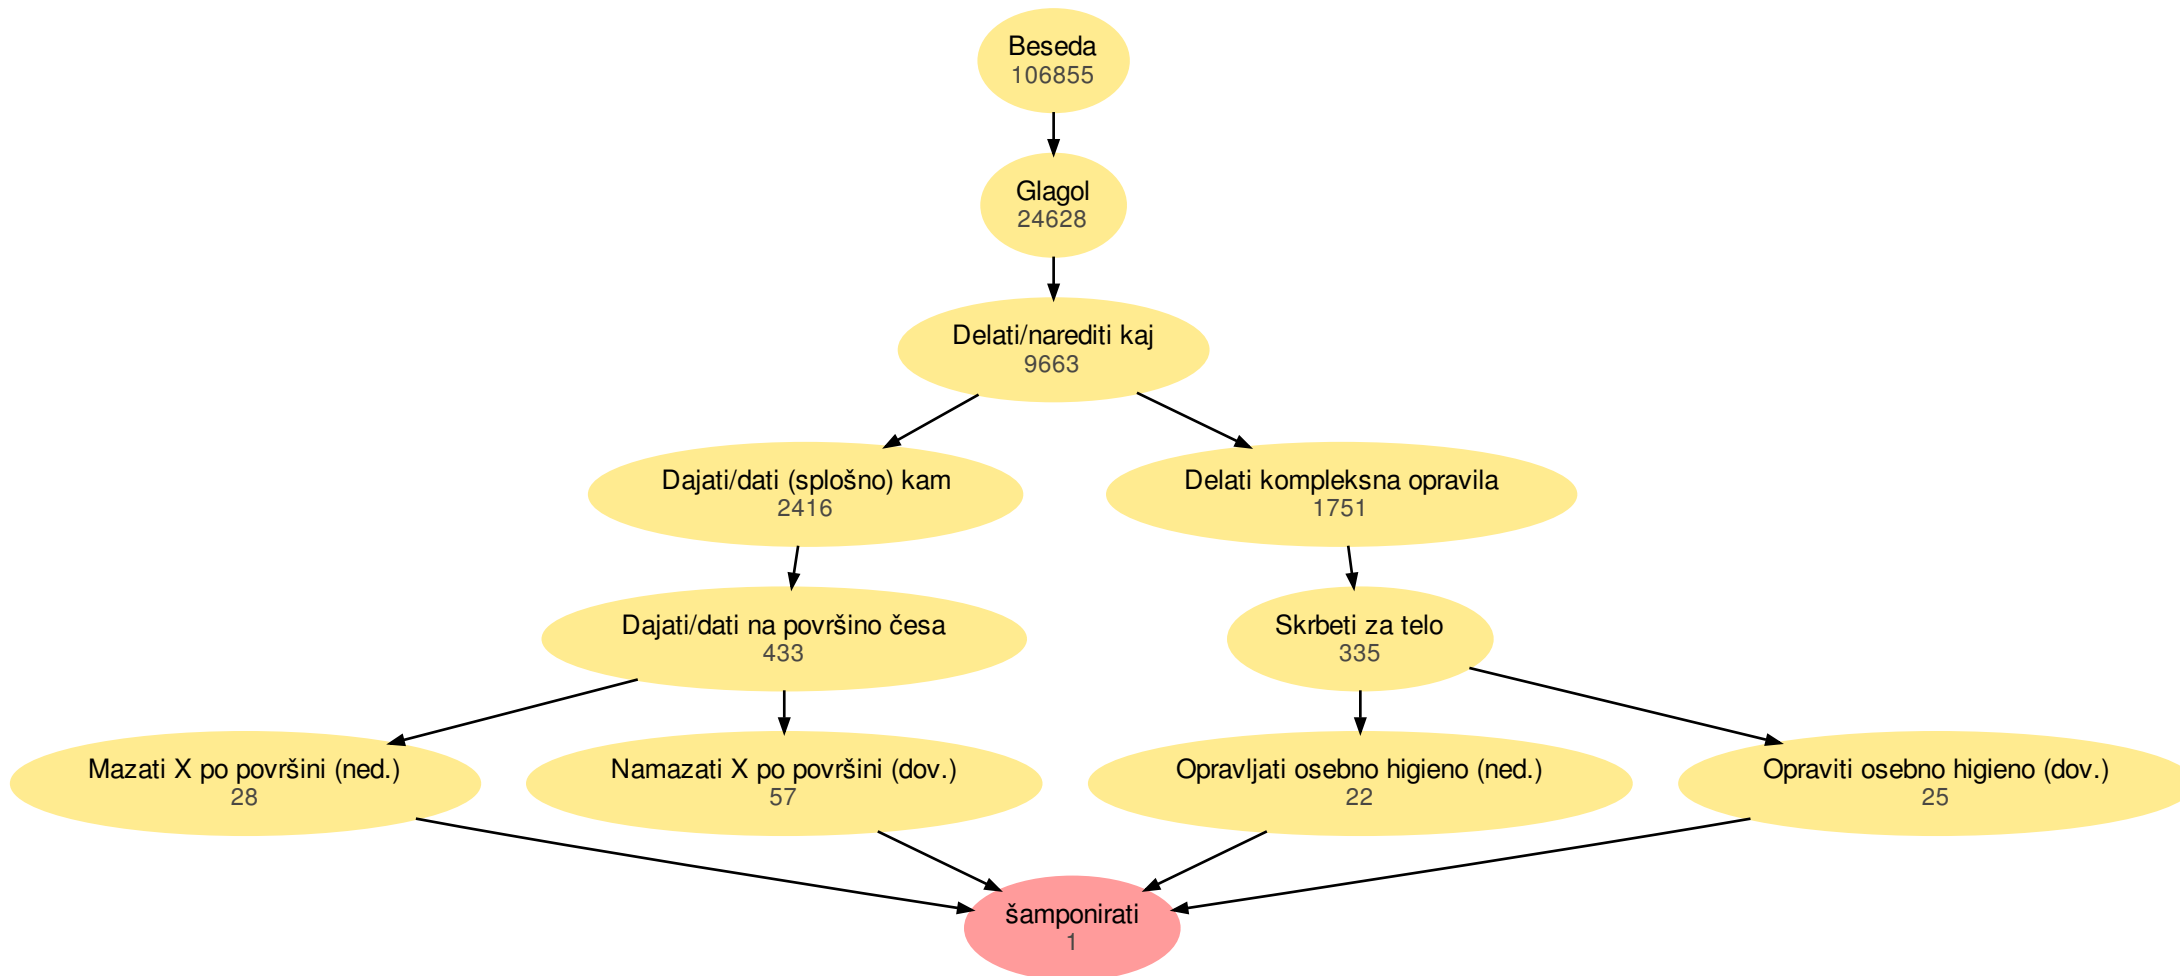 Beseda
106855
Glagol
24628
Delati/narediti kaj
9663
Dajati/dati (splošno) kam
2416
Delati kompleksna opravila
1751
Dajati/dati na površino česa
433
Skrbeti za telo
335
Mazati X po površini (ned.)
28
Namazati X po površini (dov.)
57
Opravljati osebno higieno (ned.)
22
Opraviti osebno higieno (dov.)
25
šamponirati
1